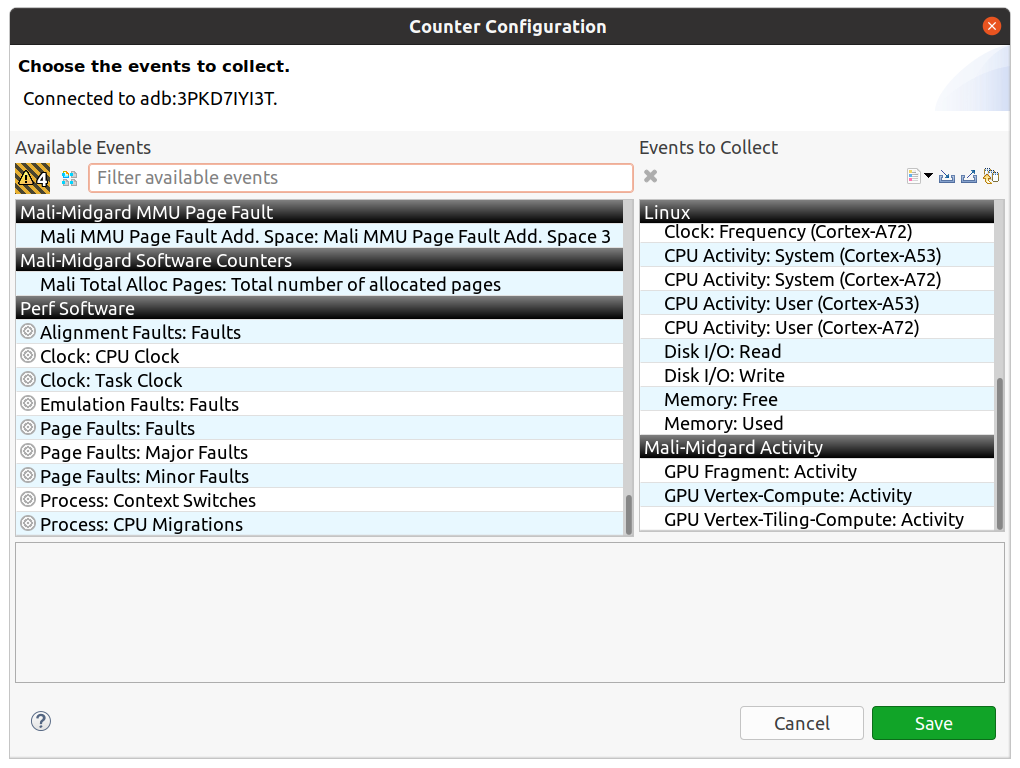 Counter Configuration
Choose the events to collect.
Connected to adb:3PKD7IYI3T.
Available Events
4
Filter available events
Mali-Midgard MMU Page Fault
Mali MMU Page Fault Add. Space: Mali MMU Page Fault Add. Space 3
Mali-Midgard Software Counters
Mali Total Alloc Pages: Total number of allocated pages
Perf Software
Alignment Faults: Faults
Clock: CPU Clock
Clock: Task Clock
Emulation Faults: Faults
Page Faults: Faults
Page Faults: Major Faults
Page Faults: Minor Faults
Process: Context Switches
Process: CPU Migrations
Events to Collect
Linux
Clock: Frequency (Cortex-A72)
CPU Activity: System (Cortex-A53)
CPU Activity: System (Cortex-A72)
CPU Activity: User (Cortex-A53)
CPU Activity: User (Cortex-A72)
Disk I/O: Read
Disk I/O: Write
Memory: Free
Memory: Used
Mali-Midgard Activity
GPU Fragment: Activity
GPU Vertex-Compute: Activity
GPU Vertex-Tiling-Compute: Activity
?
Cancel
Save